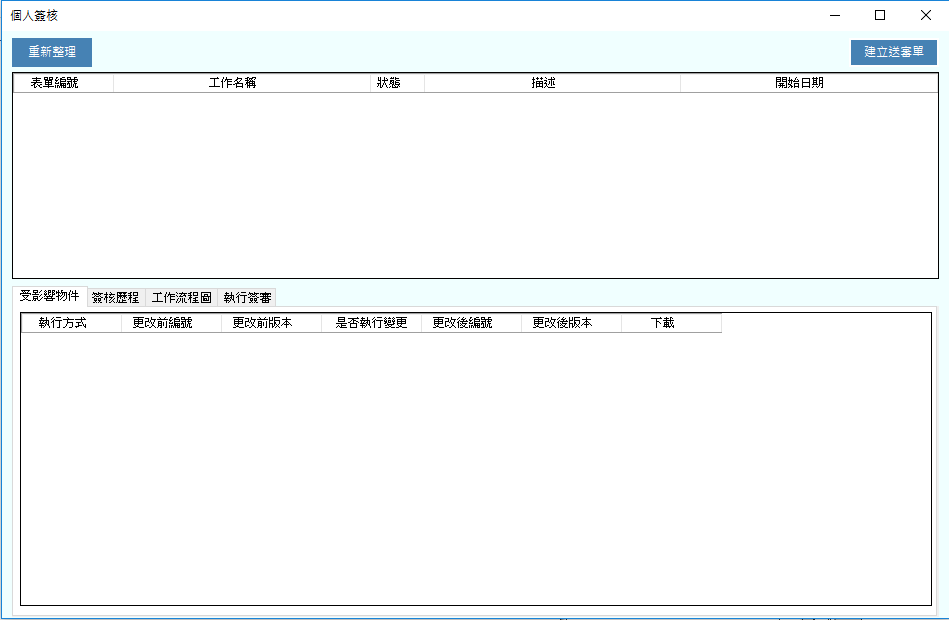 個人簽核
重新整理 建立送審單
表單編號 工作名稱 狀態 描述 開始日期
受影響物件 簽核歷程 工作流程圖 執行簽審
執行方式 更改前編號 更改前版本 是否執行變更 更改後編號 更改後版本 下載